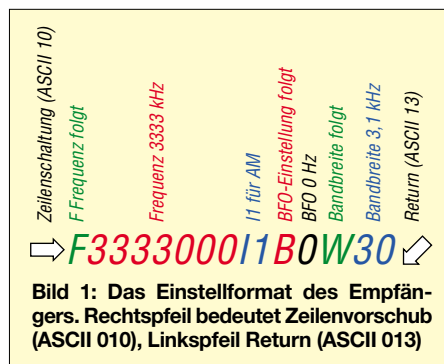 Zeilenschaltung (ASCII 10)
F Frequenz folgt
Frequenz 3333 kHz
I1 für AM
BFO-Einstellung folgt
BFO 0 Hz
Bandbreite folgt
Bandbreite 3,1 kHz
Return (ASCII 13)
F3333000I1B0W30
Bild 1: Das Einstellformat des Empfän-
gers. Rechtspfeil bedeutet Zeilenvorschub
(ASCII 010), Linkspfeil Return (ASCII 013)